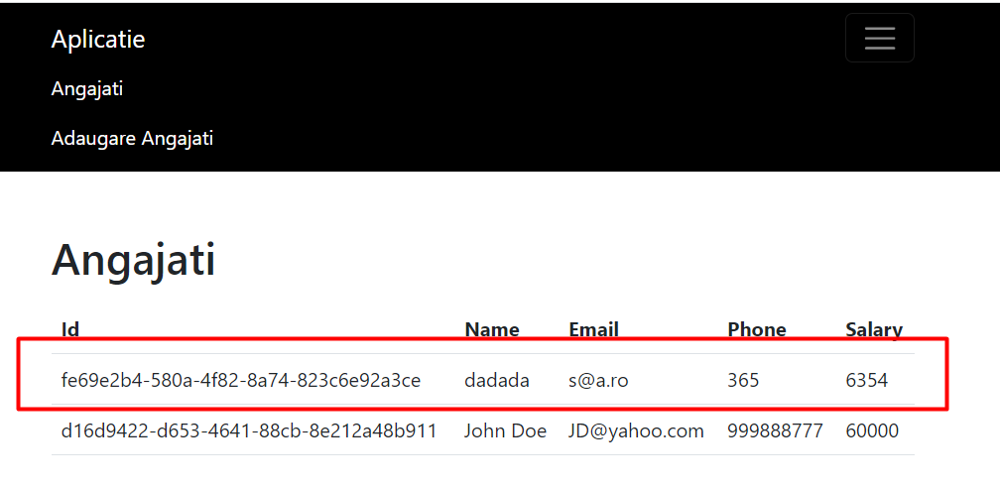 Aplicatie
Angajati
Adaugare Angajati
Angajati
Id Name Email Phone Salary
fe69e2b4-580a-4f82-8a74-823c6e92a3ce dadada s@a.ro 365 6354
d16d9422-d653-4641-88cb-8e212a48b911 John Doe JD@yahoo.com 999888777 60000